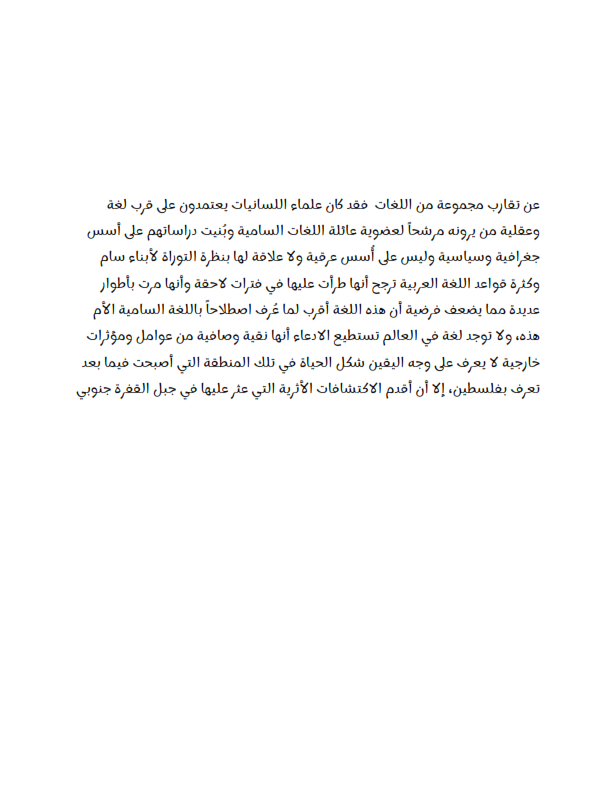 عن تقارب مجموعة من اللغات  فقد كان علماء اللسانيات يعتمدون على قرب لغة
وعقلية من يرونه مرشحاً لعضوية عائلة اللغات السامية وبُنيت دراساتهم على أسس
جغرافية وسياسية وليس على أُسس عرقية ولا علاقة لها بنظرة التوراة لأبناء سام
وكثرة قواعد اللغة العربية ترجح أنها طرأت عليها في فترات لاحقة وأنها مرت بأطوار
عديدة مما يضعف فرضية أن هذه اللغة أقرب لما عُرف اصطلاحاً باللغة السامية الأم
هذه، ولا توجد لغة في العالم تستطيع الادعاء أنها نقية وصافية من عوامل ومؤثرات
خارجية لا يعرف على وجه اليقين شكل الحياة في تلك المنطقة التي أصبحت فيما بعد
تعرف بفلسطين، إلا أن أقدم الاكتشافات الأثرية التي عثر عليها في جبل القفزة جنوبي